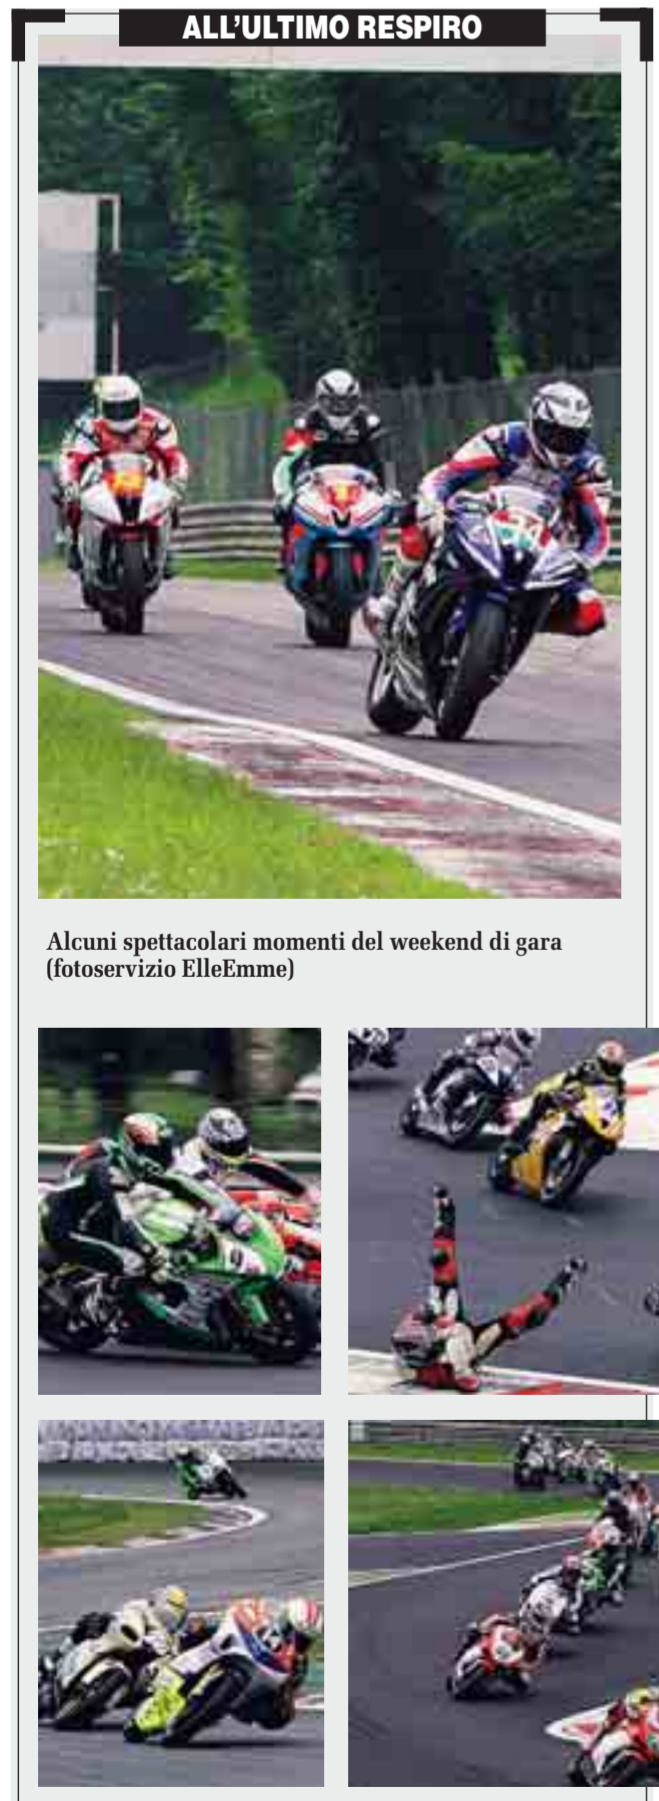 ALL'ULTIMO RESPIRO
Alcuni spettacolari momenti del weekend di gara
(fotoservizio ElleEmme)